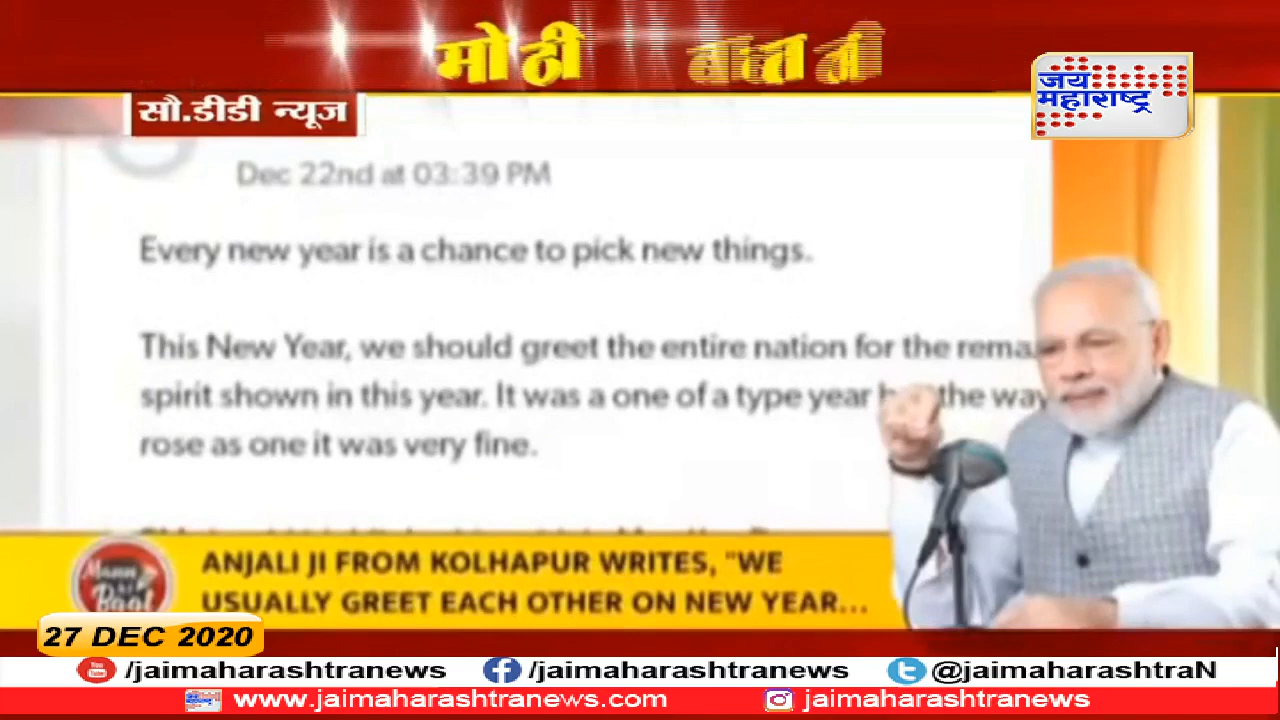 मोठी बातमी
जय
महाराष्ट्र
सौ.डीडी न्यूज
Dec 22nd at 03:39 PM
Every new year is a chance to pick new things.
This New Year, we should greet the entire nation for the
spirit shown in this year. It was a one of a type year the way
rose as one it was very fine.
Mann
Ki
Baat
ANJALI JI FROM KOLHAPUR WRITES, "WE
USUALLY GREET EACH OTHER ON NEW YEAR...
27 DEC 2020
/jaimaharashtranews /jaimaharashtranews @jaimaharashtraN
www.jaimaharashtranews.com jaimaharashtranews